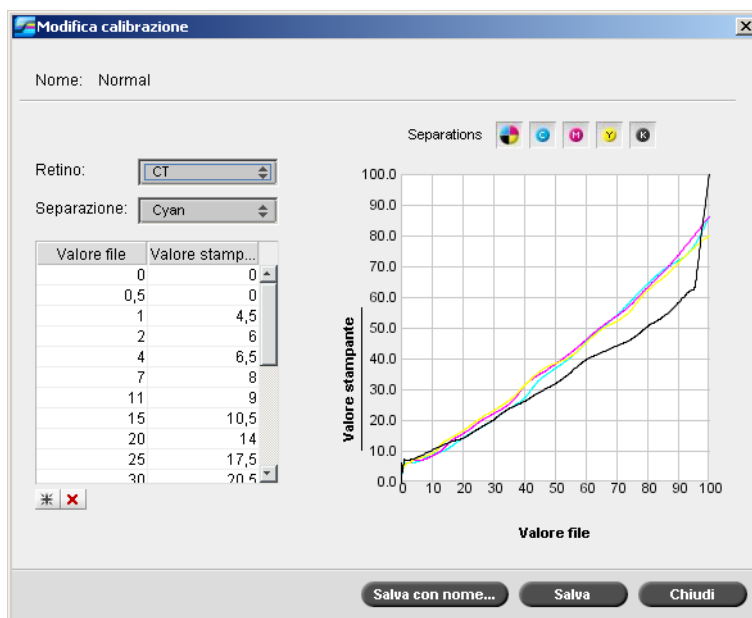 Modifica calibrazione
Nome: Normal
Separations C M Y K
Retino: CT
Separazione: Cyan
Valore file Valore stamp...
0 0
0,5 0
1 4,5
2 6
4 6,5
7 8
11 9
15 10,5
20 14
25 17,5
30 20,5
Valore stampante
100.0
90.0
80.0
70.0
60.0
50.0
40.0
30.0
20.0
10.0
0.0
0 10 20 30 40 50 60 70 80 90 100
Valore file
Salva con nome... Salva Chiudi